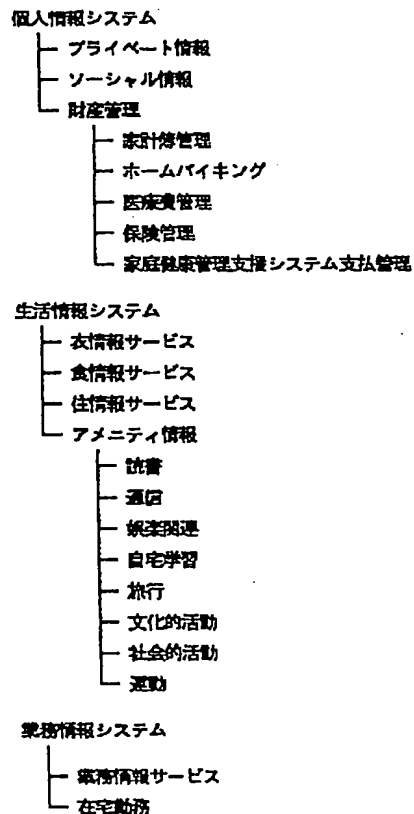 個人情報システム
プライベート情報
ソーシャル情報
財産管理
家計簿管理
ホームバイキング
医療費管理
保険管理
家庭健康管理支援システム支払管理
生活情報システム
衣情報サービス
食情報サービス
住情報サービス
アメニティ情報
読書
通信
娯楽関連
自宅学習
旅行
文化的活動
社会的活動
運動
業務情報システム
業務情報サービス
在宅勤務